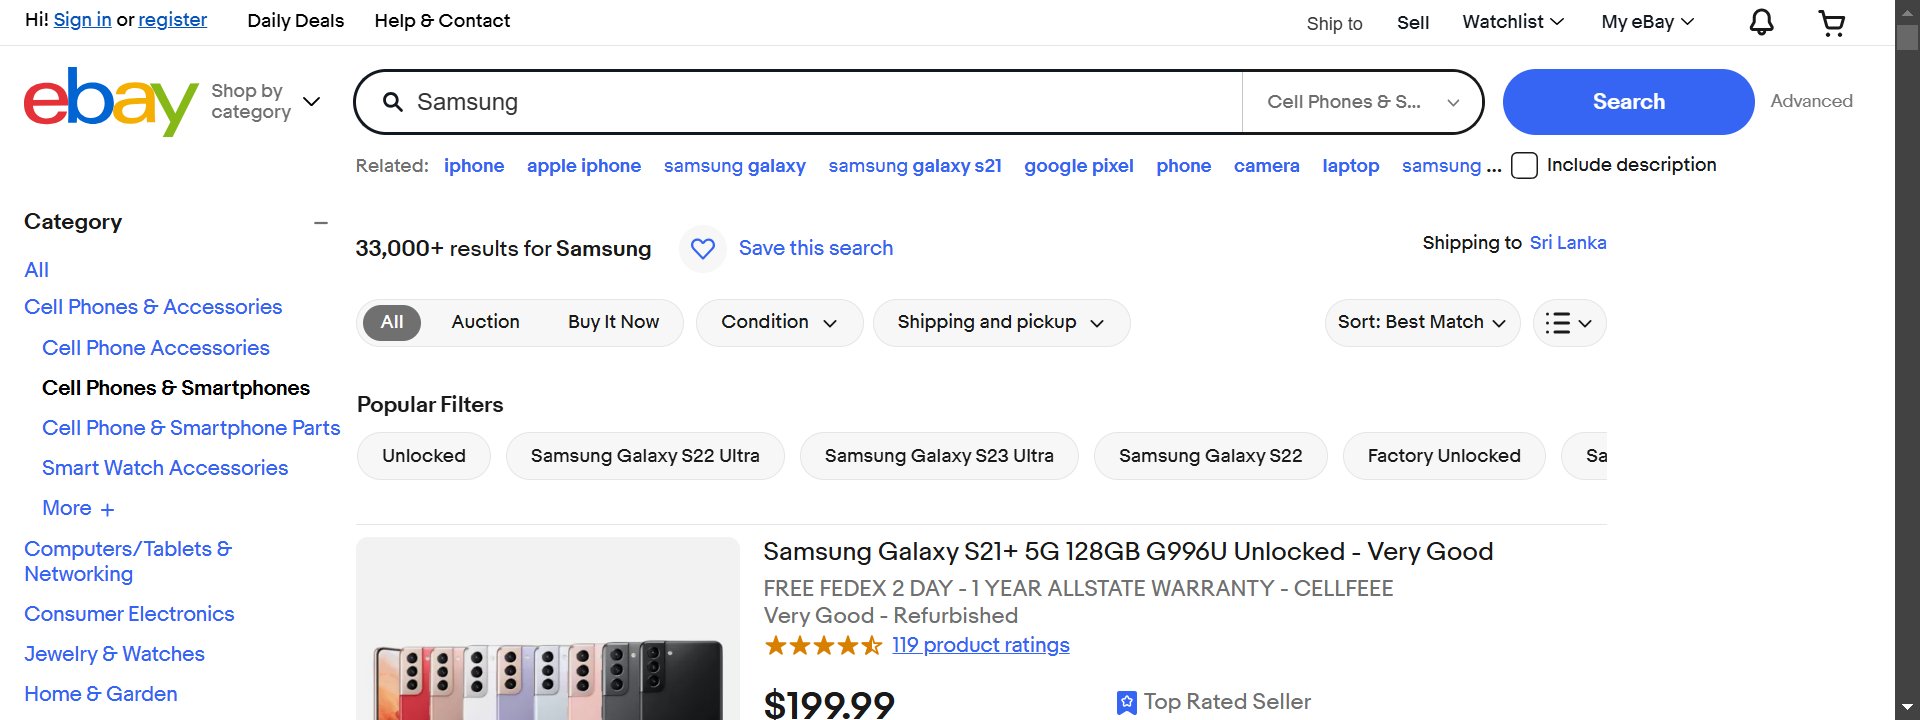 Hi! Sign in or register Daily Deals Help & Contact Ship to Sell Watchlist My eBay
ebay
Shop by
category
Samsung Cell Phones & S... Search Advanced
Related: iphone apple iphone samsung galaxy samsung galaxy s21 google pixel phone camera laptop samsung ... Include description
Category
All
Cell Phones & Accessories
Cell Phone Accessories
Cell Phones & Smartphones
Cell Phone & Smartphone Parts
Smart Watch Accessories
More +
Computers/Tablets &
Networking
Consumer Electronics
Jewelry & Watches
Home & Garden
33,000+ results for Samsung Save this search Shipping to Sri Lanka
All Auction Buy It Now Condition Shipping and pickup Sort: Best Match
Popular Filters
Unlocked Samsung Galaxy S22 Ultra Samsung Galaxy S23 Ultra Samsung Galaxy S22 Factory Unlocked Sa
Samsung Galaxy S21+ 5G 128GB G996U Unlocked - Very Good
FREE FEDEX 2 DAY - 1 YEAR ALLSTATE WARRANTY - CELLFEEE
Very Good - Refurbished
119 product ratings
$199.99 Top Rated Seller